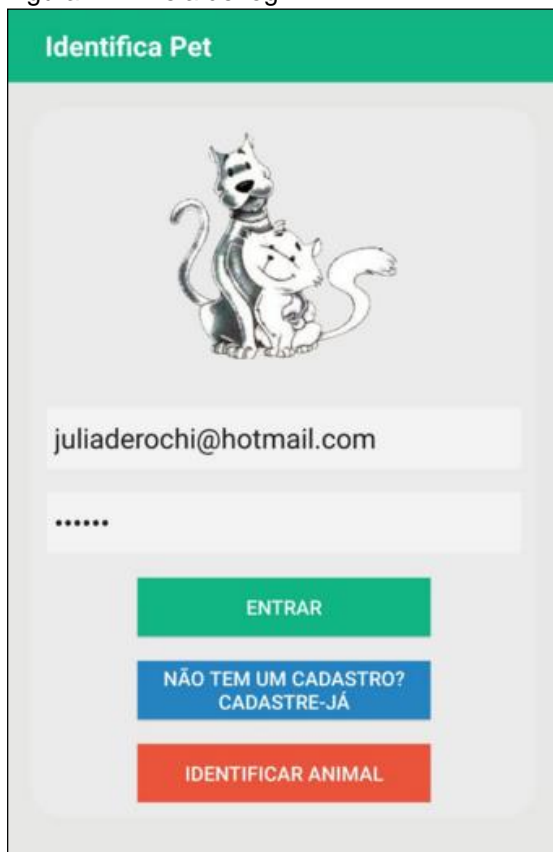 Identifica Pet
juliaderochi@hotmail.com
••••••
ENTRAR
NÃO TEM UM CADASTRO?
CADASTRE-JÁ
IDENTIFICAR ANIMAL